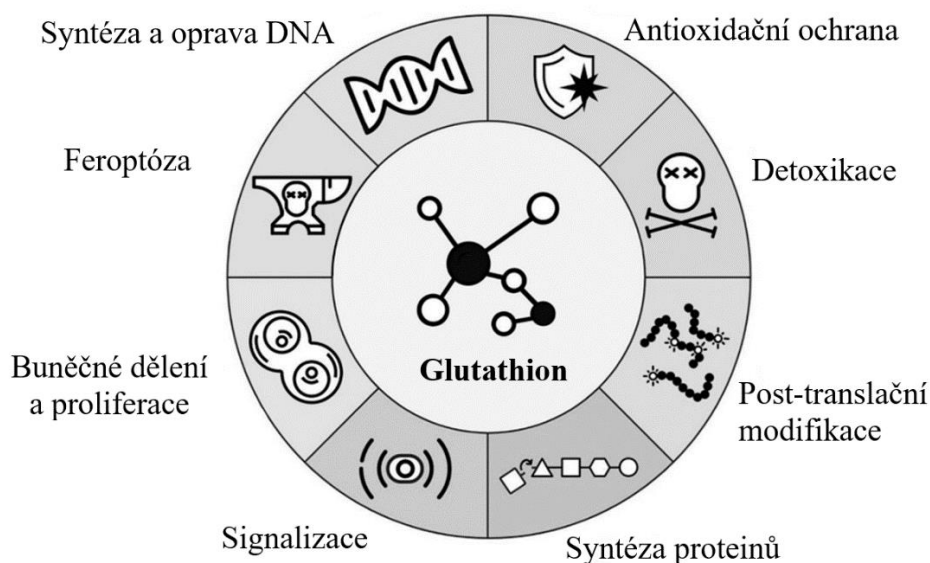 Syntéza a oprava DNA
Antioxidační ochrana
Feroptóza
Detoxikace
Glutathion
Buněčné dělení
a proliferace
Post-translační
modifikace
Signalizace
Syntéza proteinů